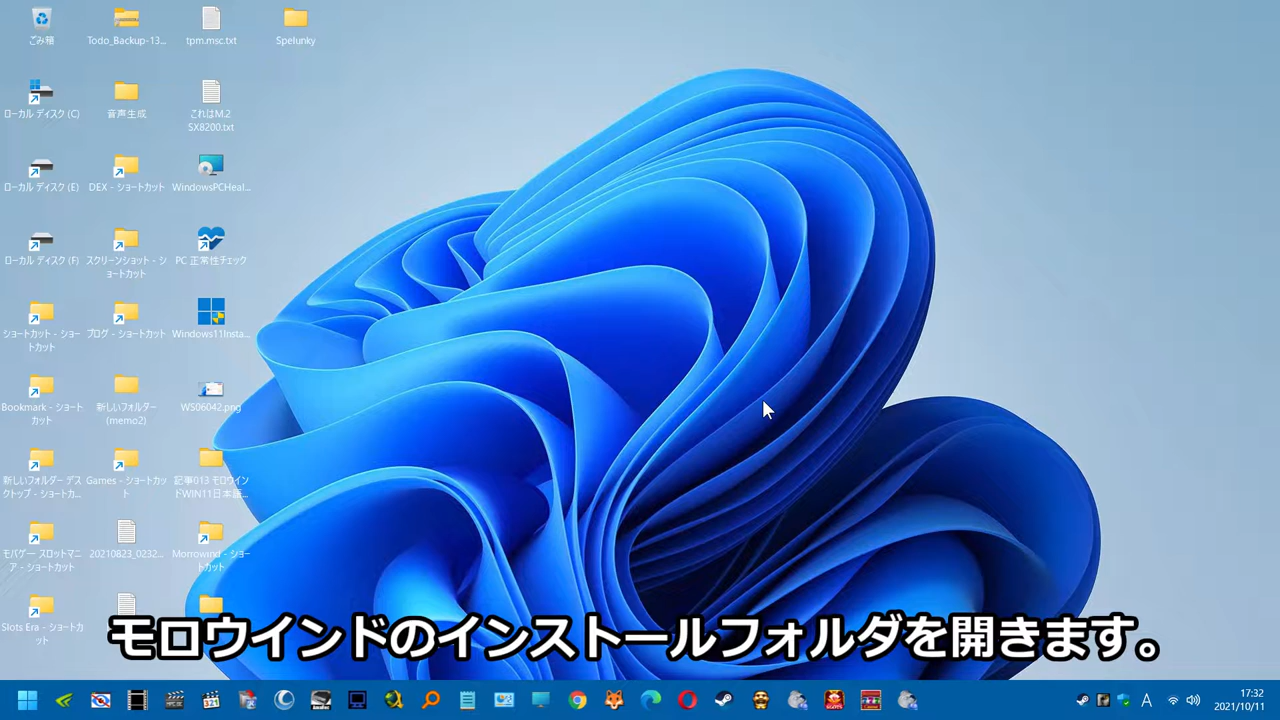 ごみ箱
Todo_Backup-13...
tpm.msc.txt
Spelunky
ローカル ディスク (C)
音声生成
これはM.2
SX8200.txt
ローカル ディスク (E)
DEX - ショートカット
WindowsPCHeal...
ローカル ディスク (F)
スクリーンショット - シ
ョートカット
PC 正常性チェック
ショートカット - ショー
トカット
ブログ - ショートカット
Windows11Insta...
Bookmark - ショート
カット
新しいフォルダー
(memo2)
WS06042.png
新しいフォルダー デス
クトップ - ショートカ...
Games - ショートカッ
ト
記事013 モロウイン
ドWIN11日本語...
モバゲー スロットマニ
ア - ショートカット
20210823_0232...
Morrowind - ショー
トカット
Slots Era - ショートカ
ット
モロウインドのインストールフォルダを開きます。
321
A
17:32
2021/10/11